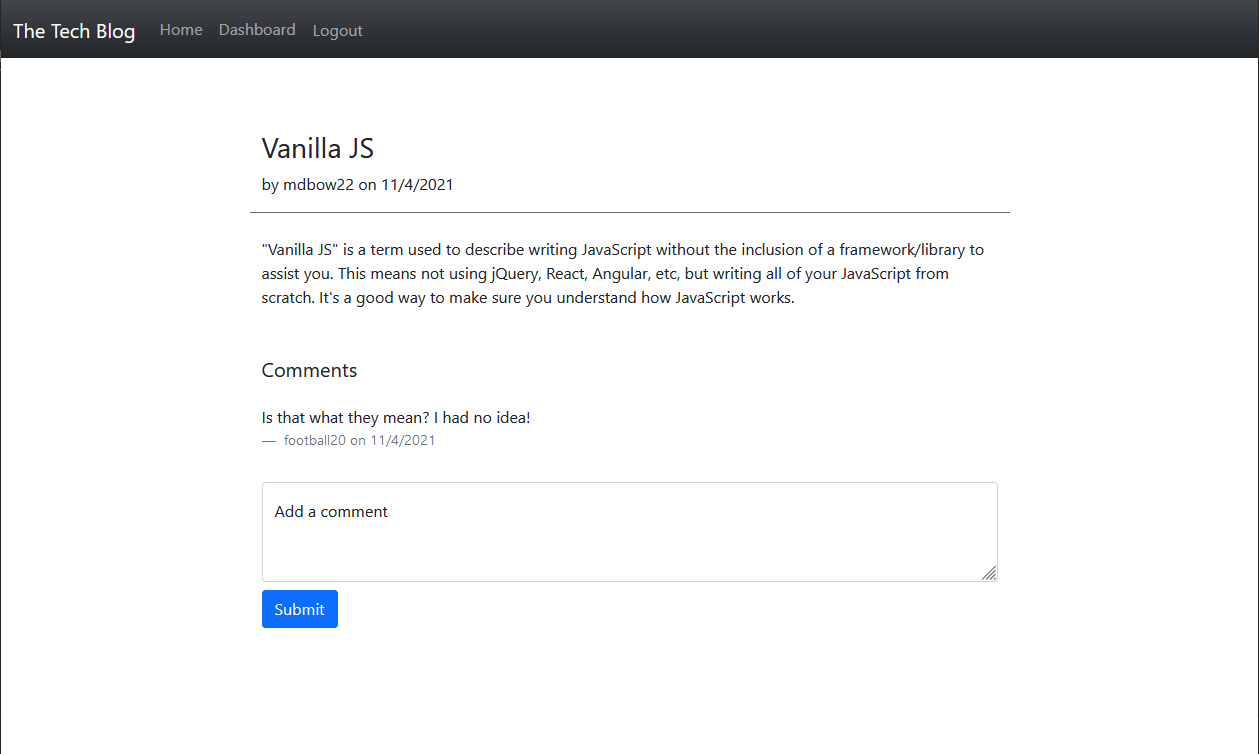 The Tech Blog Home Dashboard Logout
Vanilla JS
by mdbow22 on 11/4/2021
"Vanilla JS" is a term used to describe writing JavaScript without the inclusion of a framework/library to
assist you. This means not using jQuery, React, Angular, etc, but writing all of your JavaScript from
scratch. It's a good way to make sure you understand how JavaScript works.
Comments
Is that what they mean? I had no idea!
— football20 on 11/4/2021
Add a comment
Submit